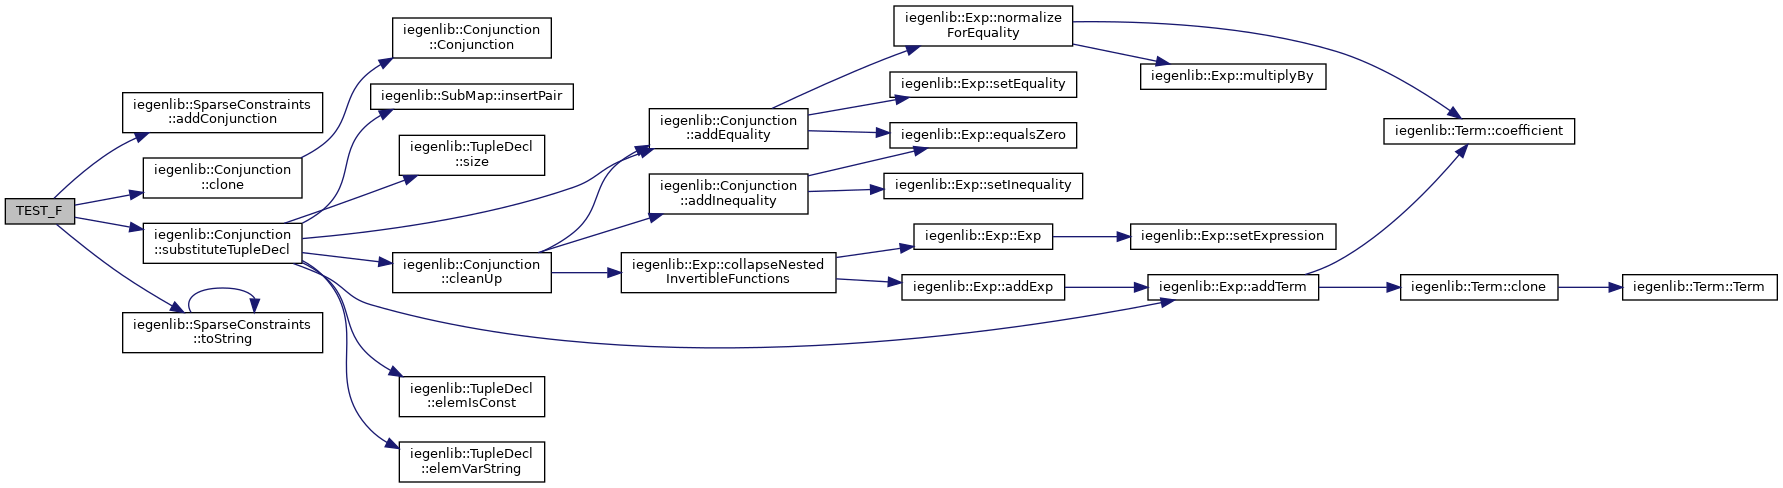 TEST_F
iegenlib::SparseConstraints
::addConjunction
iegenlib::Conjunction
::clone
iegenlib::Conjunction
::substituteTupleDecl
iegenlib::SparseConstraints
::toString
iegenlib::Conjunction
::Conjunction
iegenlib::SubMap::insertPair
iegenlib::TupleDecl
::size
iegenlib::Conjunction
::cleanUp
iegenlib::TupleDecl
::elemIsConst
iegenlib::TupleDecl
::elemVarString
iegenlib::Conjunction
::addEquality
iegenlib::Conjunction
::addInequality
iegenlib::Exp::collapseNested
InvertibleFunctions
iegenlib::Exp::normalize
ForEquality
iegenlib::Exp::setEquality
iegenlib::Exp::equalsZero
iegenlib::Exp::setInequality
iegenlib::Exp::Exp
iegenlib::Exp::addExp
iegenlib::Exp::multiplyBy
iegenlib::Exp::setExpression
iegenlib::Exp::addTerm
iegenlib::Term::coefficient
iegenlib::Term::clone
iegenlib::Term::Term